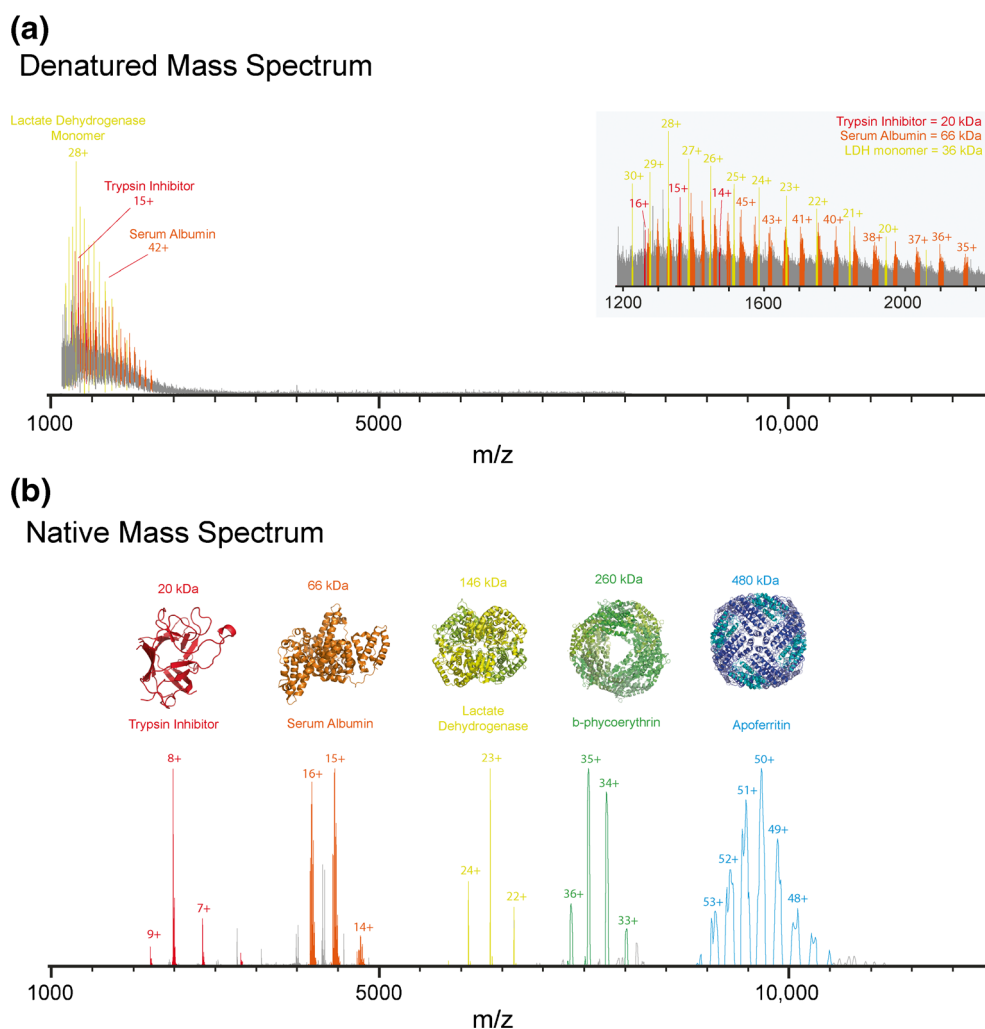 (a)
Denatured Mass Spectrum
Lactate Dehydrogenase
Monomer
28+
Trypsin Inhibitor
15+
Serum Albumin
42+
Trypsin Inhibitor = 20 kDa
Serum Albumin = 66 kDa
LDH monomer = 36 kDa
30+
29+
28+
27+
26+
25+
24+
23+
22+
21+
20+
16+
15+
14+
45+
43+
41+
40+
38+
37+
36+
35+
1200
1600
2000
1000
5000
10,000
m/z
(b)
Native Mass Spectrum
20 kDa
66 kDa
146 kDa
260 kDa
480 kDa
Trypsin Inhibitor
Serum Albumin
Lactate
Dehydrogenase
b-phycoerythrin
Apoferritin
9+
8+
7+
16+
15+
14+
24+
23+
22+
36+
35+
34+
33+
53+
52+
51+
50+
49+
48+
1000
5000
10,000
m/z